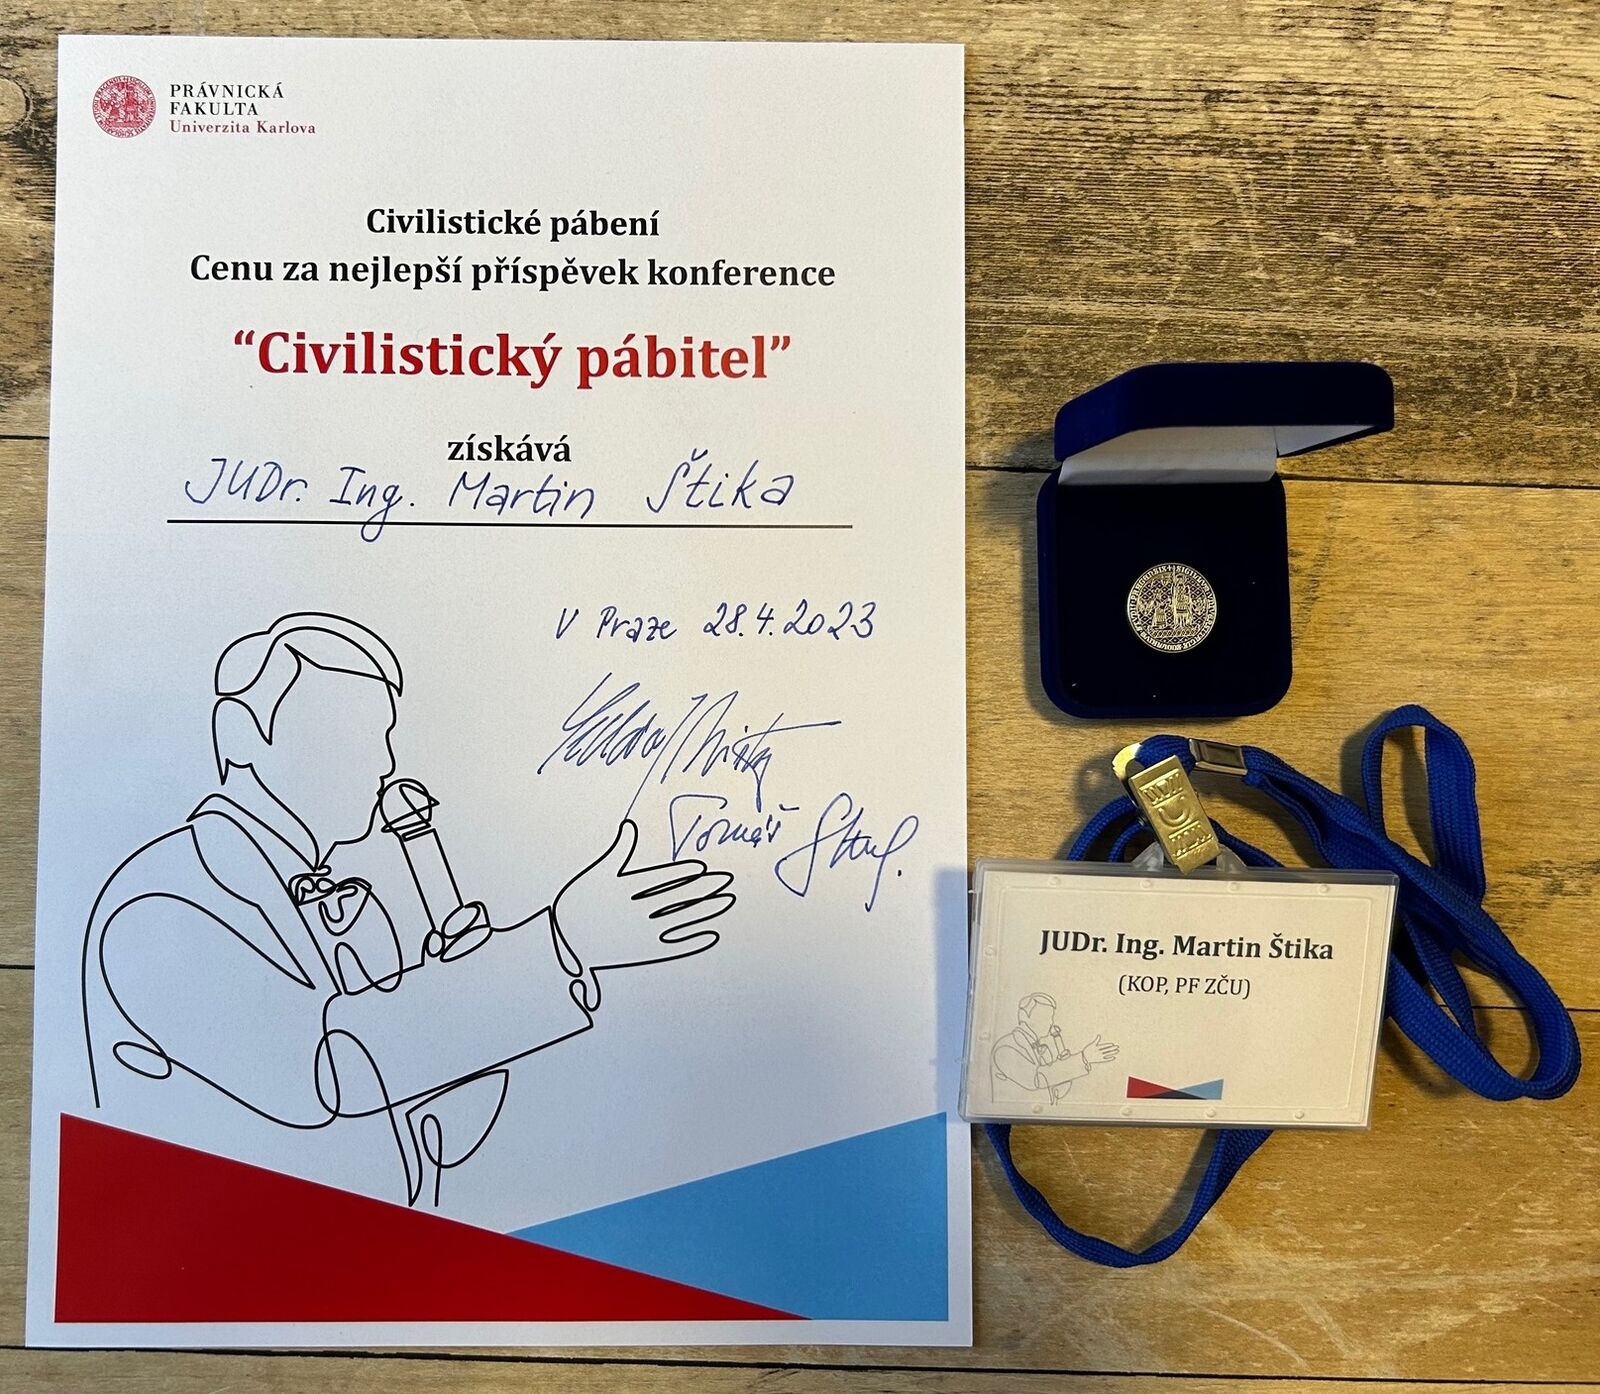 PRÁVNICKÁ
FAKULTA
Univerzita Karlova
Civilistické pábení
Cenu za nejlepší příspěvek konference
“Civilistický pábitel”
získává
JUDr. Ing. Martin Štika
V Praze 28.4.2023
Tomáš
JUDr. Ing. Martin Štika
(KOP, PF ZČU)